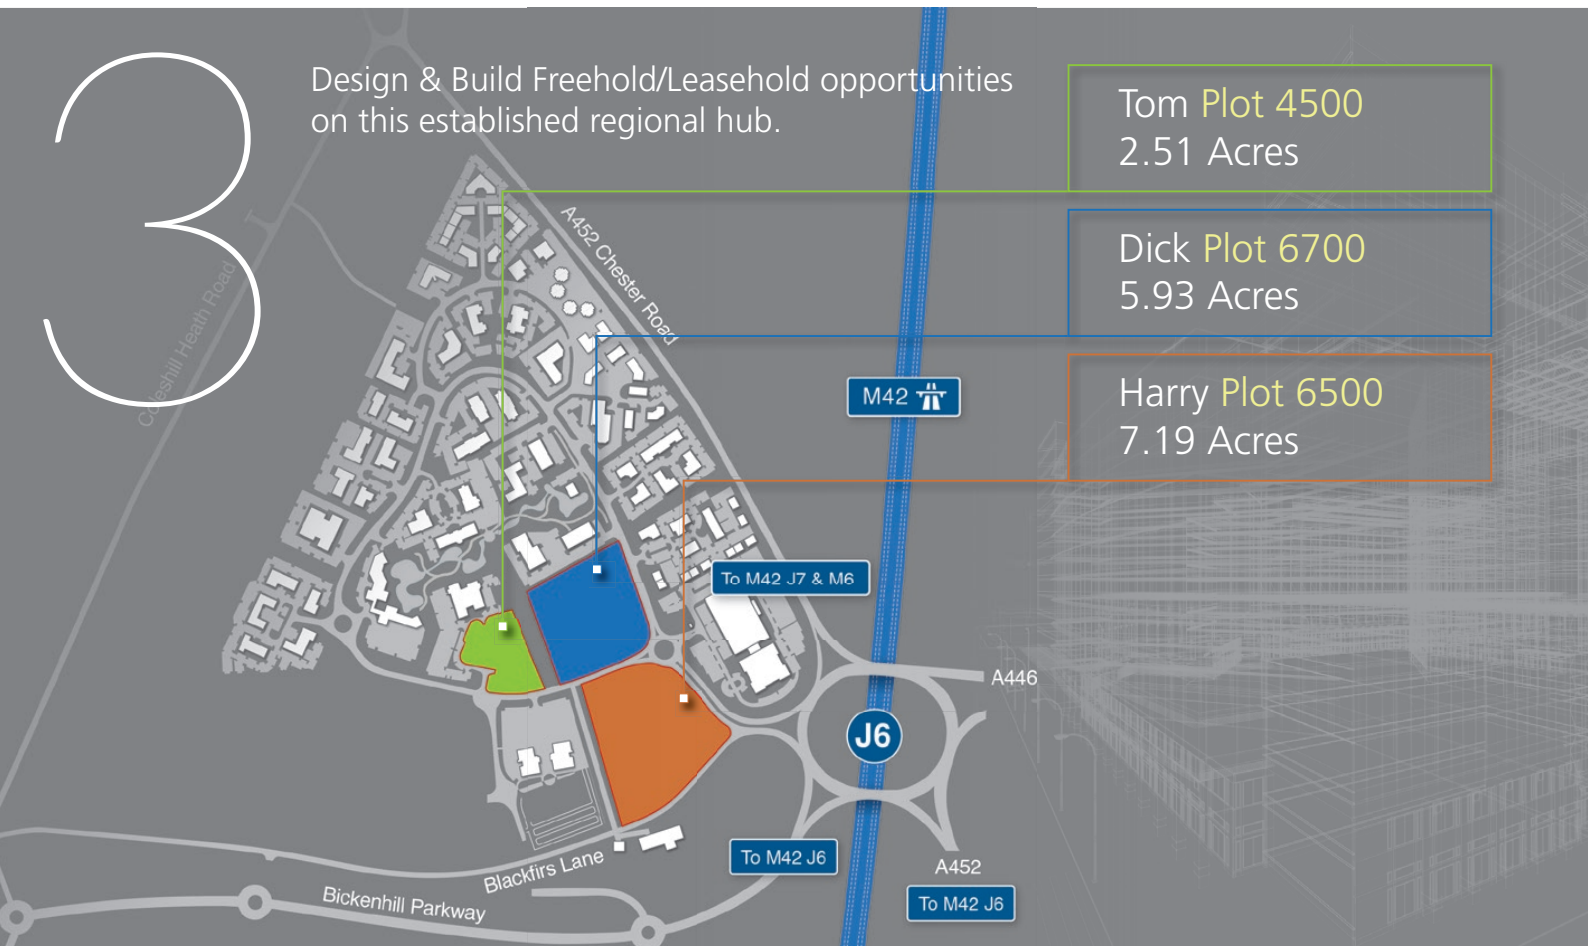 3
Design & Build Freehold/Leasehold opportunities
on this established regional hub.
Tom Plot 4500
2.51 Acres
Dick Plot 6700
5.93 Acres
Harry Plot 6500
7.19 Acres
A452 Chester Road
Coleshill Heath Road
M42
To M42 J7 & M6
A446
J6
To M42 J6
A452
To M42 J6
Blackfirs Lane
Bickenhill Parkway